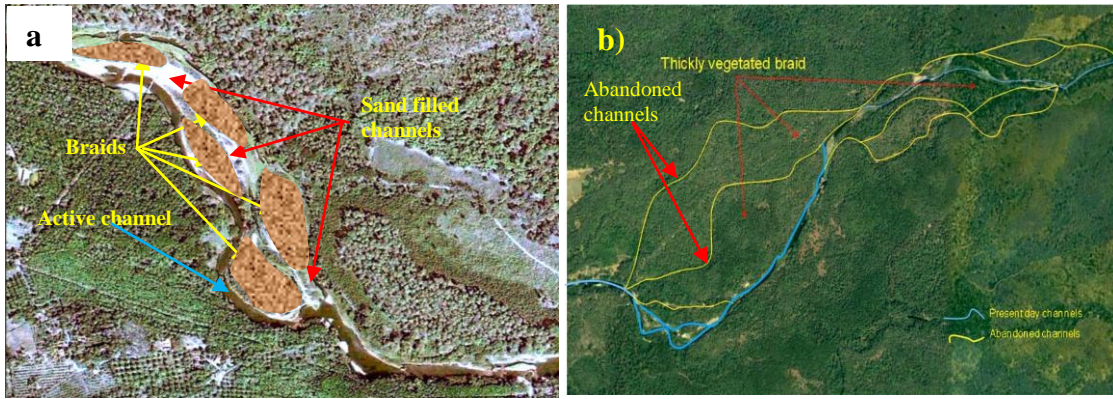 a
Sand filled
channels
Braids
Active channel
b)
Thickly vegetated braid
Abandoned
channels
Present day channels
Abandoned channels